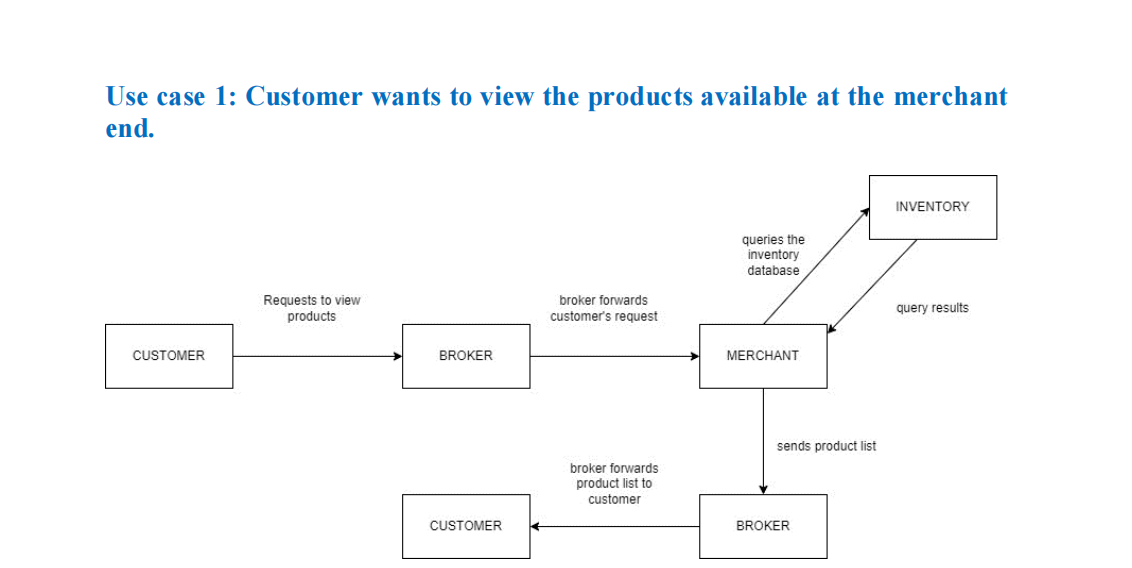 Use case 1: Customer wants to view the products available at the merchant
end.
INVENTORY
queries the
inventory
database
Requests to view
products
broker forwards
customer's request
query results
CUSTOMER
BROKER
MERCHANT
sends product list
broker forwards
product list to
customer
CUSTOMER
BROKER